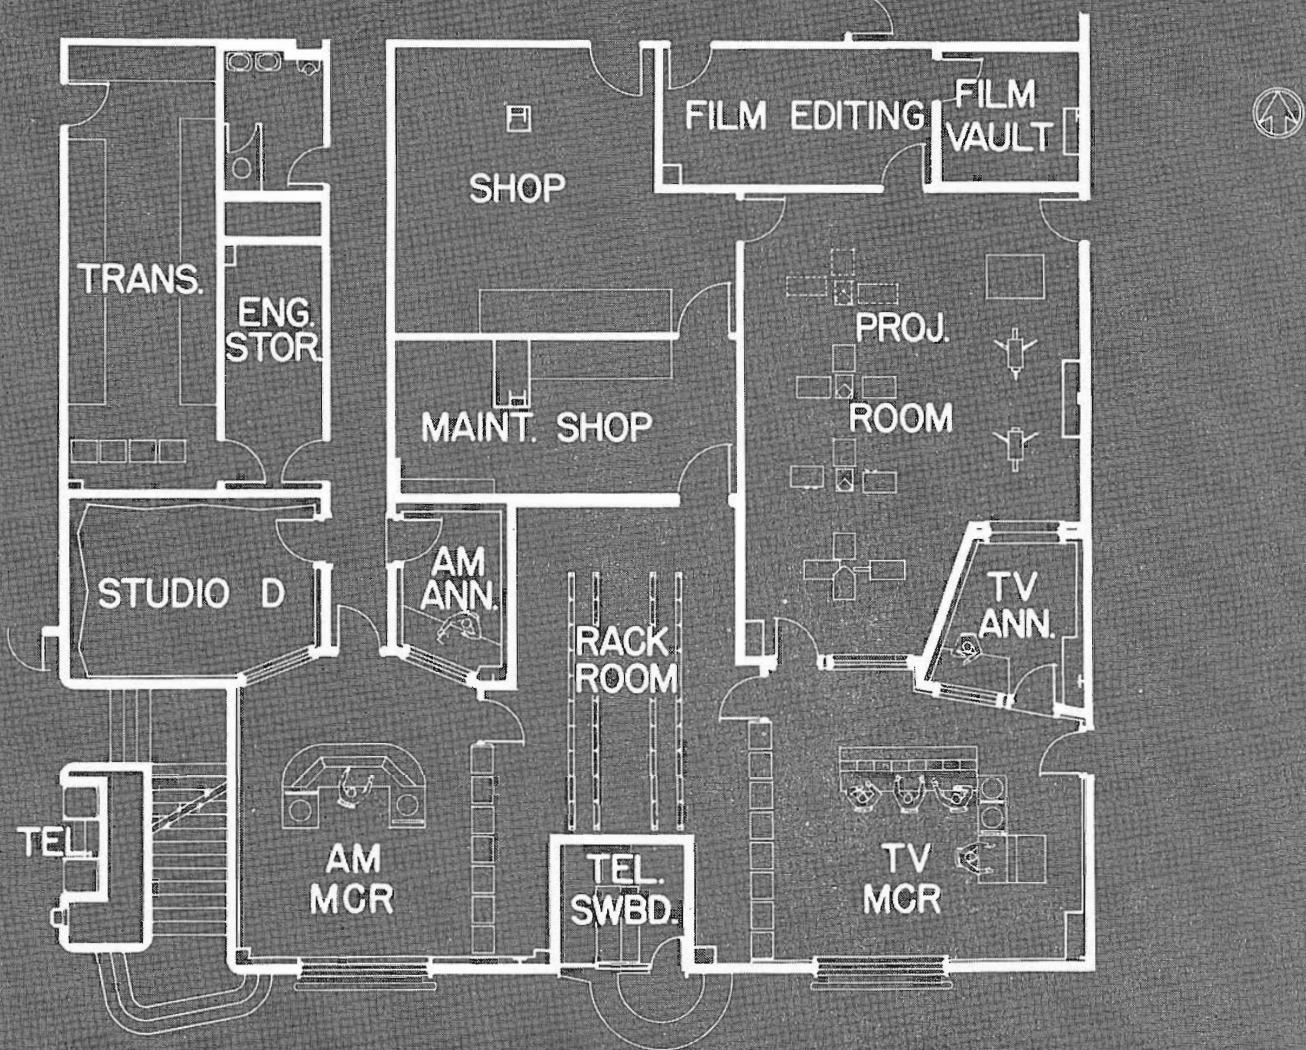 FILM EDITING
FILM
VAULT
SHOP
TRANS.
ENG.
STOR.
PROJ.
ROOM
MAINT. SHOP
STUDIO D
AM
ANN.
TV
ANN.
RACK
ROOM
TEL.
AM
MCR
TEL.
SWBD.
TV
MCR